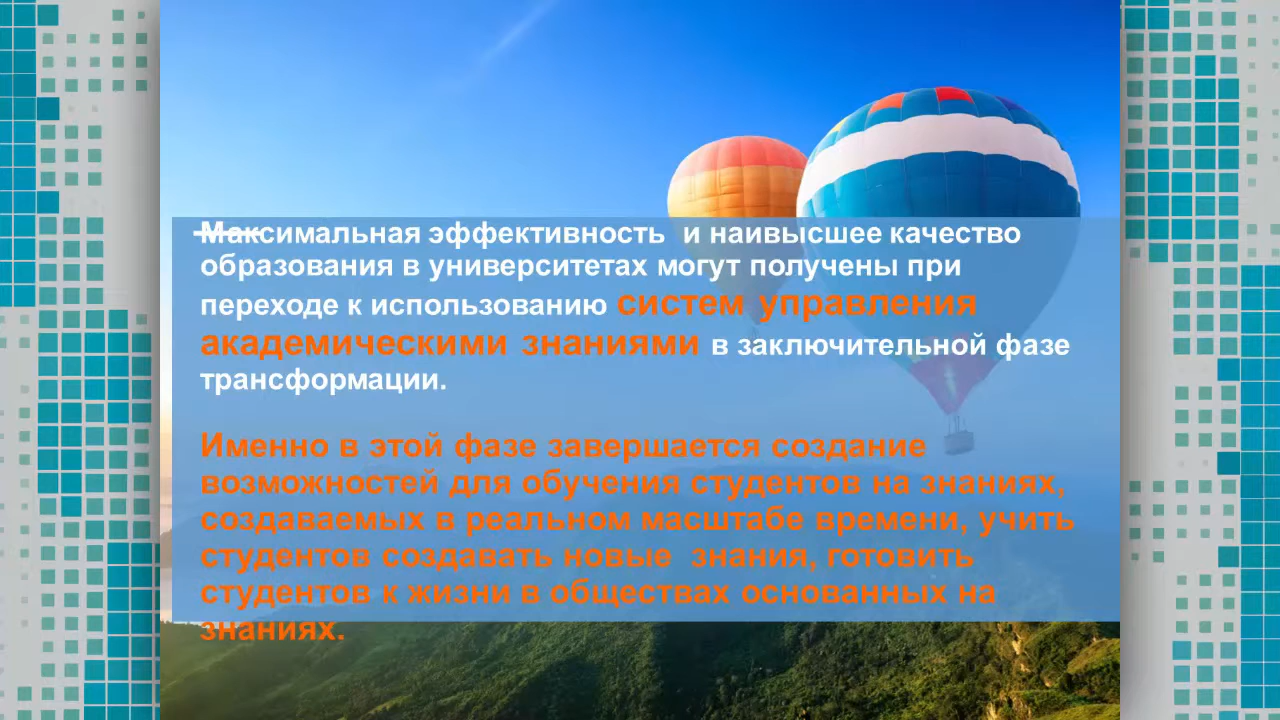 Максимальная эффективность  и наивысшее качество
образования в университетах могут получены при
переходе к использованию систем управления
академическими знаниями в заключительной фазе
трансформации.
Именно в этой фазе завершается создание
возможностей для обучения студентов на знаниях,
создаваемых в реальном масштабе времени, учить
студентов создавать новые  знания, готовить
студентов к жизни в обществах основанных на
знаниях.